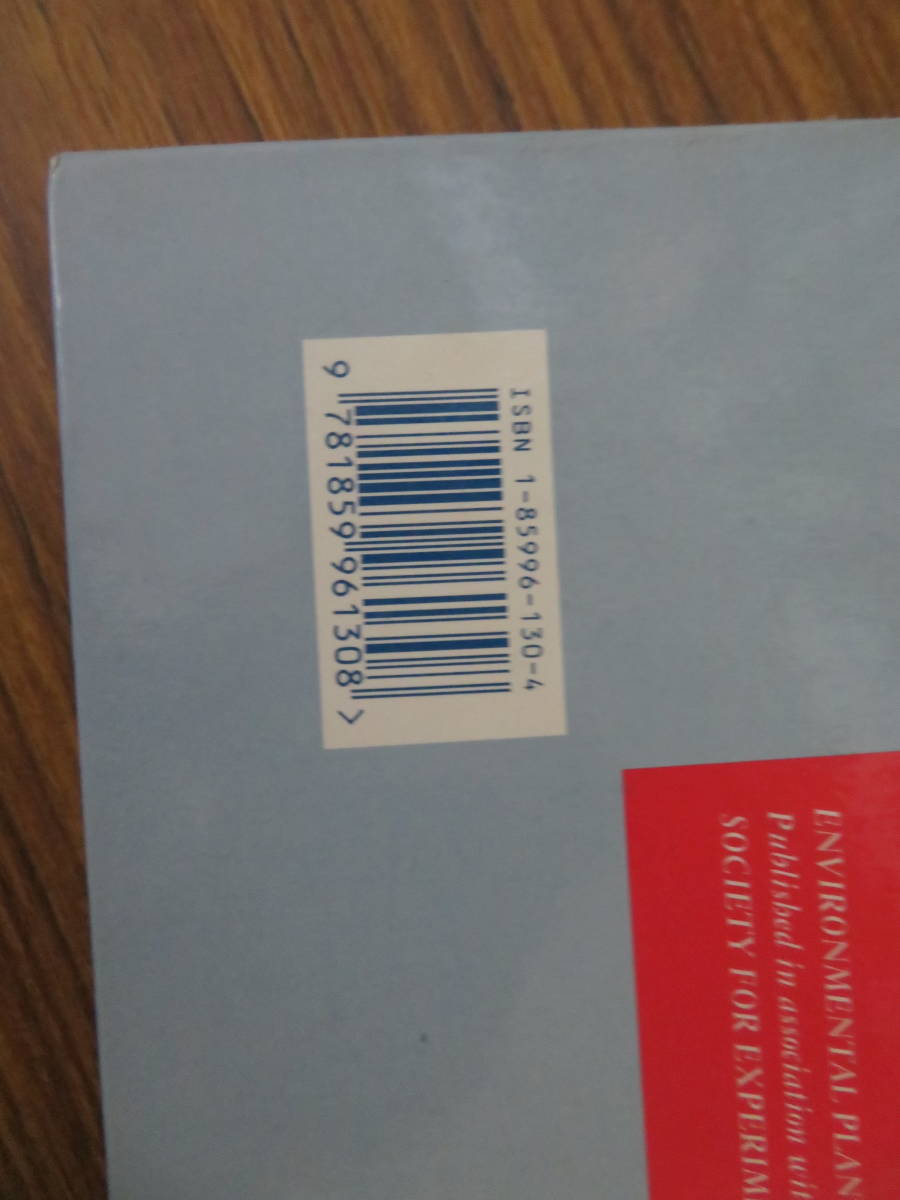 ISBN 1-85996-130-4
9 781859 961308 >
ENVIRONMENTAL PLAN
Published in association wit
SOCIETY FOR EXPERIM